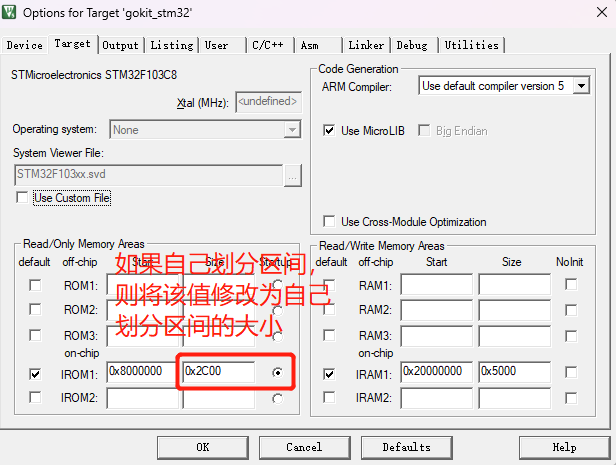 Options for Target 'gokit_stm32'
Device Target Output Listing User C/C++ Asm Linker Debug Utilities
STMicroelectronics STM32F103C8
Xtal (MHz): <undefined>
Operating system: None
System Viewer File:
STM32F103xx.svd ...
Use Custom File
Code Generation
ARM Compiler: Use default compiler version 5
Use MicroLIB Big Endian
Use Cross-Module Optimization
Read/Only Memory Areas
default off-chip Start Size Startup
ROM1:
ROM2:
ROM3:
on-chip
IROM1: 0x8000000 0x2C00
IROM2:
如果自己划分区间，
则将该值修改为自己
划分区间的大小
Read/Write Memory Areas
default off-chip Start Size NoInit
RAM1:
RAM2:
RAM3:
on-chip
IRAM1: 0x20000000 0x5000
IRAM2:
OK Cancel Defaults Help